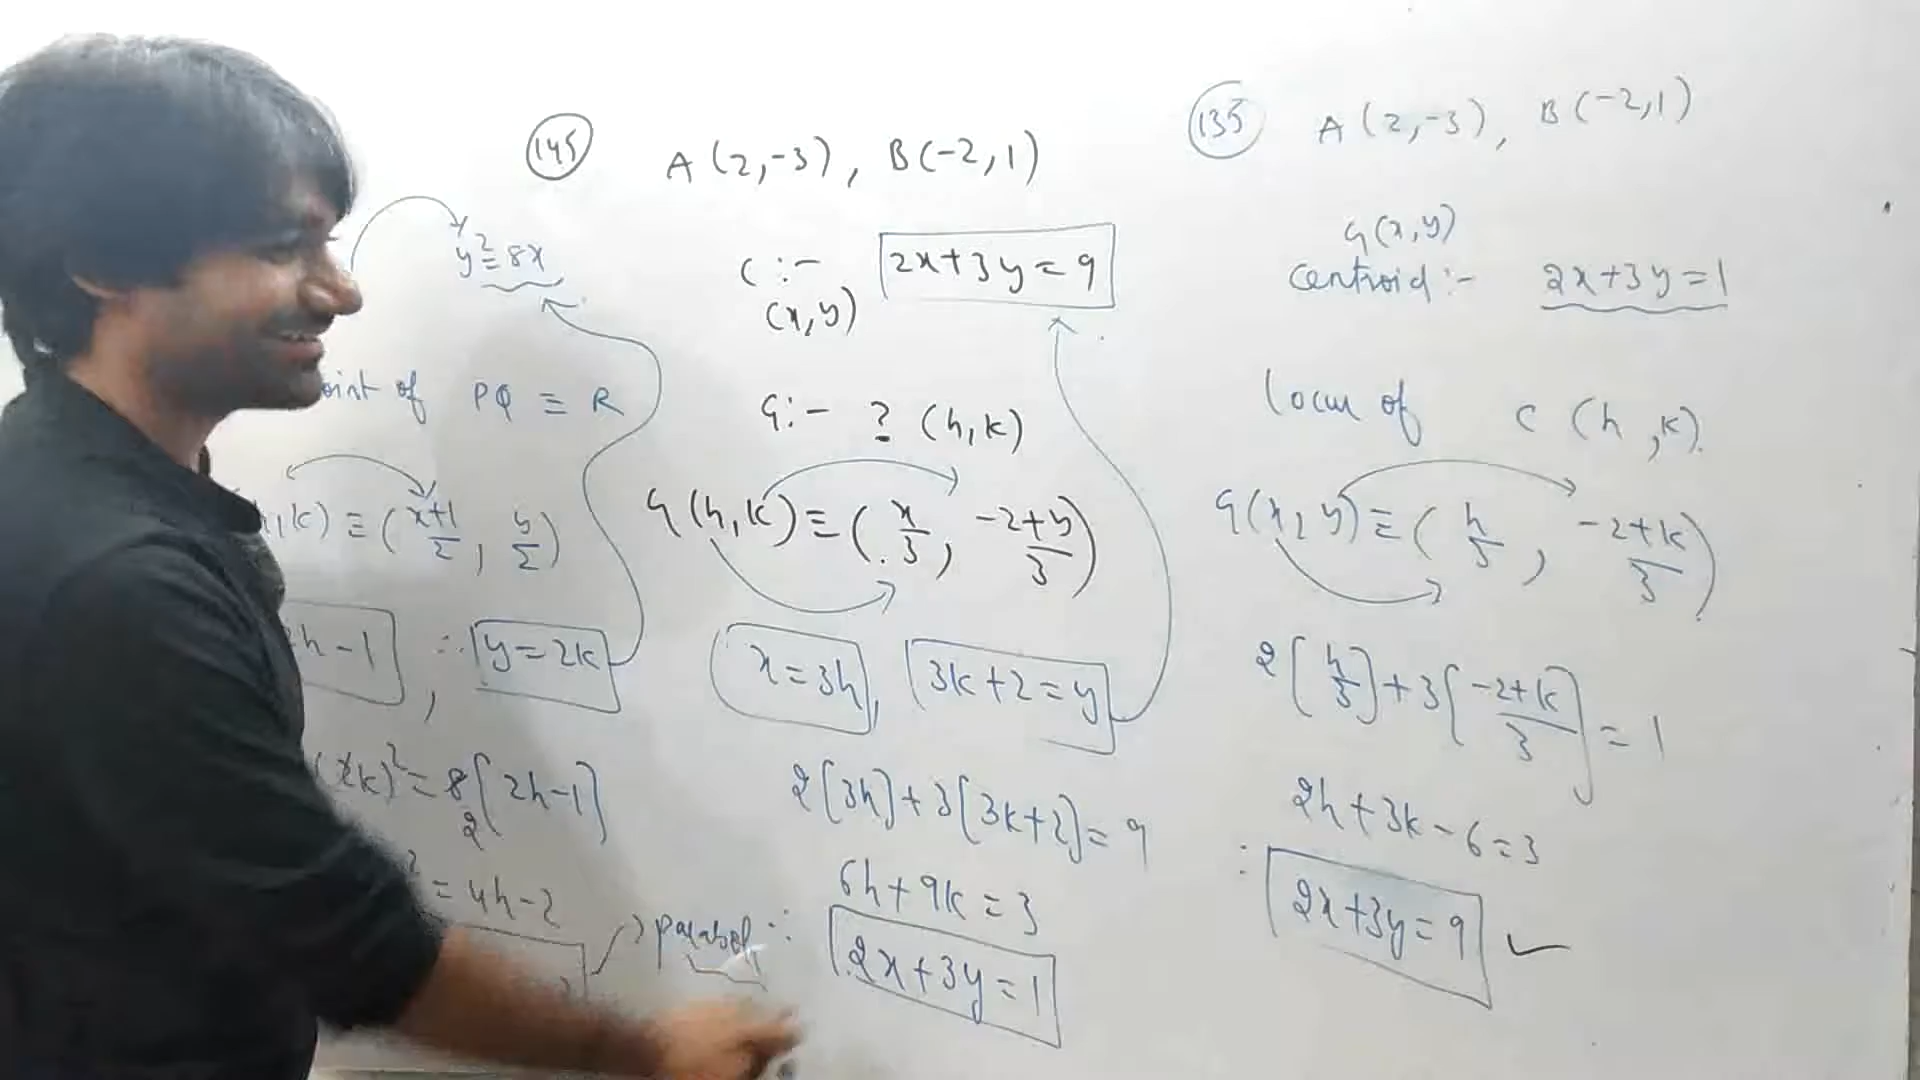 y² = 8x
oint of PQ ≡ R
h,k) ≡ (x+1/2, y/2)
2h-1, ∴ y=2k
(2k)² = 8[2h-1]
2
² = 4h-2
145
A(2,-3), B(-2,1)
C :- 2x+3y=9
(x,y)
G :- ? (h,k)
G(h,k) ≡ (x/3, -2+y/3)
x=3h, 3k+2=y
2[3h]+3[3k+2]=9
6h+9k=3
∴ 2x+3y=1
135
A(2,-3), B(-2,1)
G(x,y)
Centroid :- 2x+3y=1
locus of C (h,k).
G(x,y) ≡ (h/3, -2+k/3)
2[h/3]+3[-2+k/3]=1
2h+3k-6=3
∴ 2x+3y=9 ✓